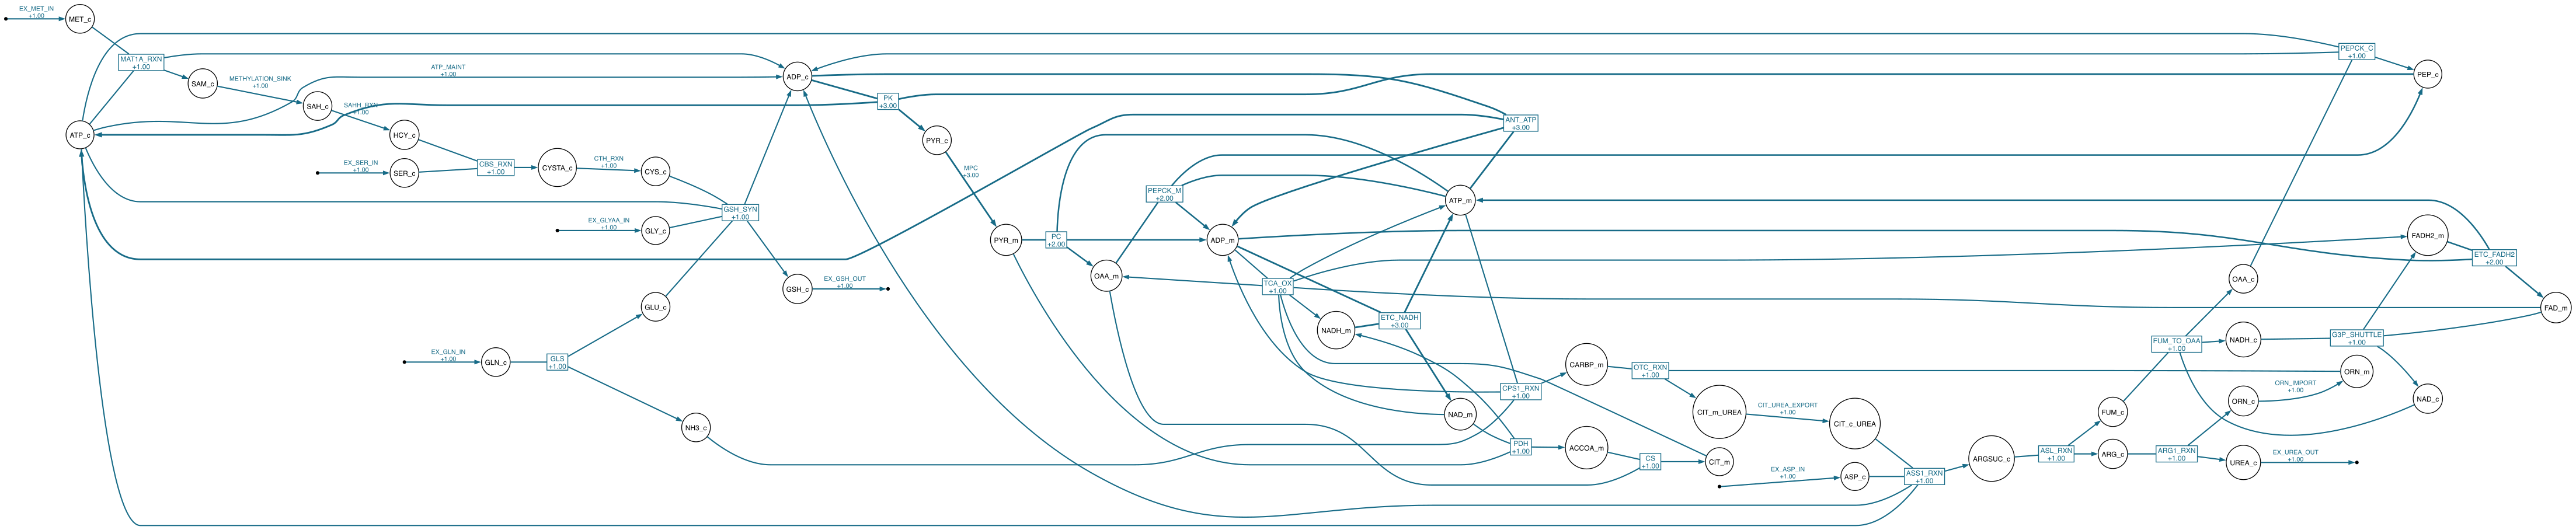 EX_MET_IN
+1.00
MET_c
MAT1A_RXN
+1.00
SAM_c
METHYLATION_SINK
+1.00
ATP_MAINT
+1.00
SAH_c
SAHH_RXN
+1.00
ATP_c
HCY_c
EX_SER_IN
+1.00
SER_c
CBS_RXN
+1.00
CYSTA_c
CTH_RXN
+1.00
CYS_c
EX_GLYAA_IN
+1.00
GLY_c
GSH_SYN
+1.00
GSH_c
EX_GSH_OUT
+1.00
GLU_c
EX_GLN_IN
+1.00
GLN_c
GLS
+1.00
NH3_c
ADP_c
PK
+3.00
PYR_c
MPC
+3.00
PYR_m
PC
+2.00
OAA_m
PEPCK_M
+2.00
ADP_m
TCA_OX
+1.00
NADH_m
ETC_NADH
+3.00
ATP_m
ANT_ATP
+3.00
NAD_m
CPS1_RXN
+1.00
PDH
+1.00
ACCOA_m
CARBP_m
OTC_RXN
+1.00
CS
+1.00
CIT_m
CIT_m_UREA
CIT_UREA_EXPORT
+1.00
CIT_c_UREA
EX_ASP_IN
+1.00
ASP_c
ASS1_RXN
+1.00
ARGSUC_c
ASL_RXN
+1.00
FUM_c
ARG_c
ARG1_RXN
+1.00
FUM_TO_OAA
+1.00
OAA_c
NADH_c
ORN_c
ORN_IMPORT
+1.00
ORN_m
UREA_c
EX_UREA_OUT
+1.00
G3P_SHUTTLE
+1.00
NAD_c
PEPCK_C
+1.00
PEP_c
FADH2_m
ETC_FADH2
+2.00
FAD_m